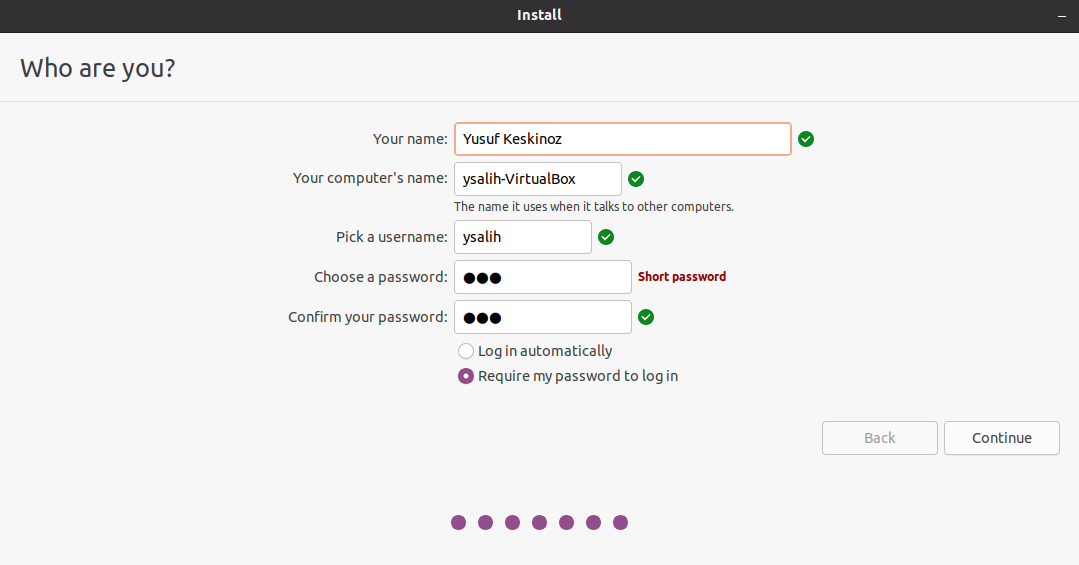 Install
Who are you?
Your name: Yusuf Keskinoz
Your computer's name: ysalih-VirtualBox
The name it uses when it talks to other computers.
Pick a username: ysalih
Choose a password: ●●● Short password
Confirm your password: ●●●
Log in automatically
Require my password to log in
Back Continue